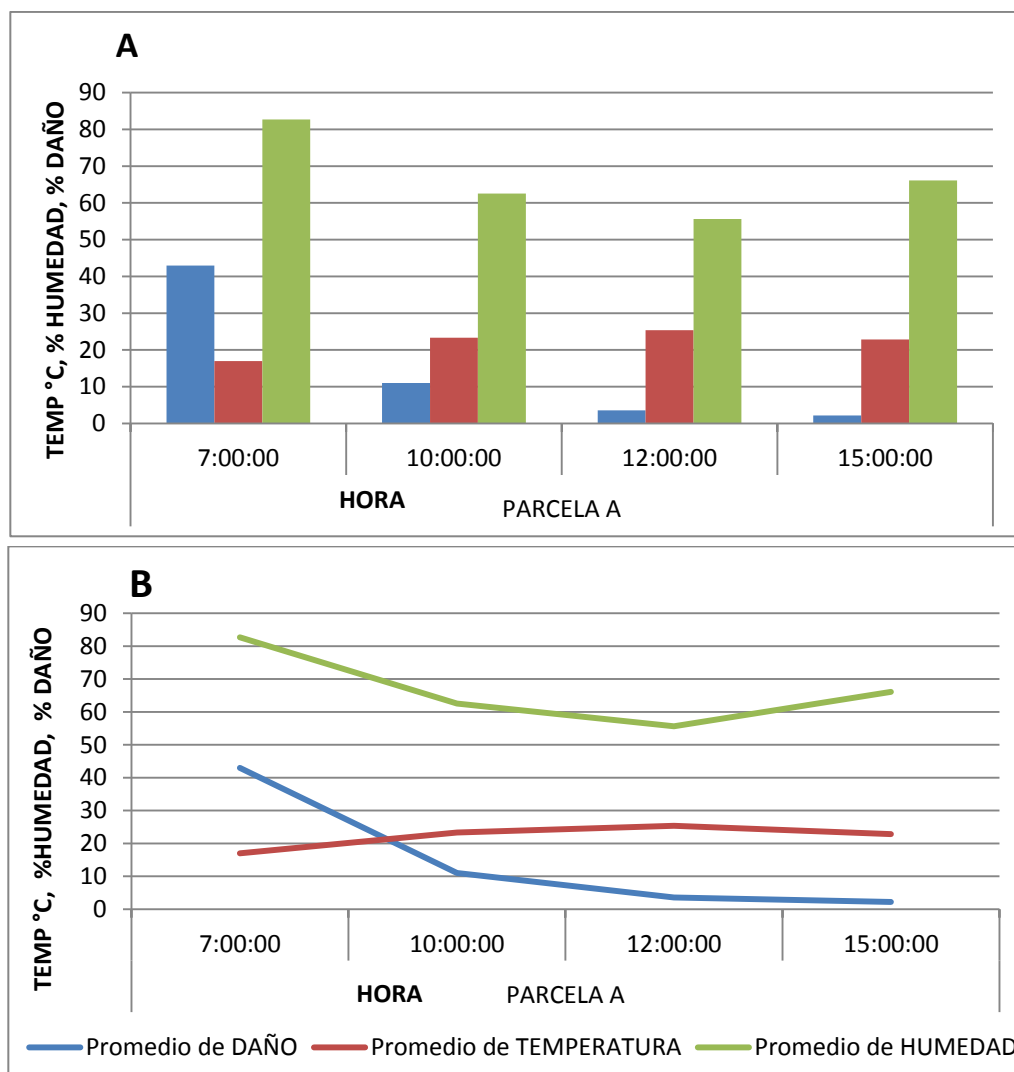 A
TEMP °C, % HUMEDAD, % DAÑO
90
80
70
60
50
40
30
20
10
0
7:00:00 10:00:00 12:00:00 15:00:00
HORA PARCELA A
B
TEMP °C, %HUMEDAD, % DAÑO
90
80
70
60
50
40
30
20
10
0
7:00:00 10:00:00 12:00:00 15:00:00
HORA PARCELA A
Promedio de DAÑO Promedio de TEMPERATURA Promedio de HUMEDAD